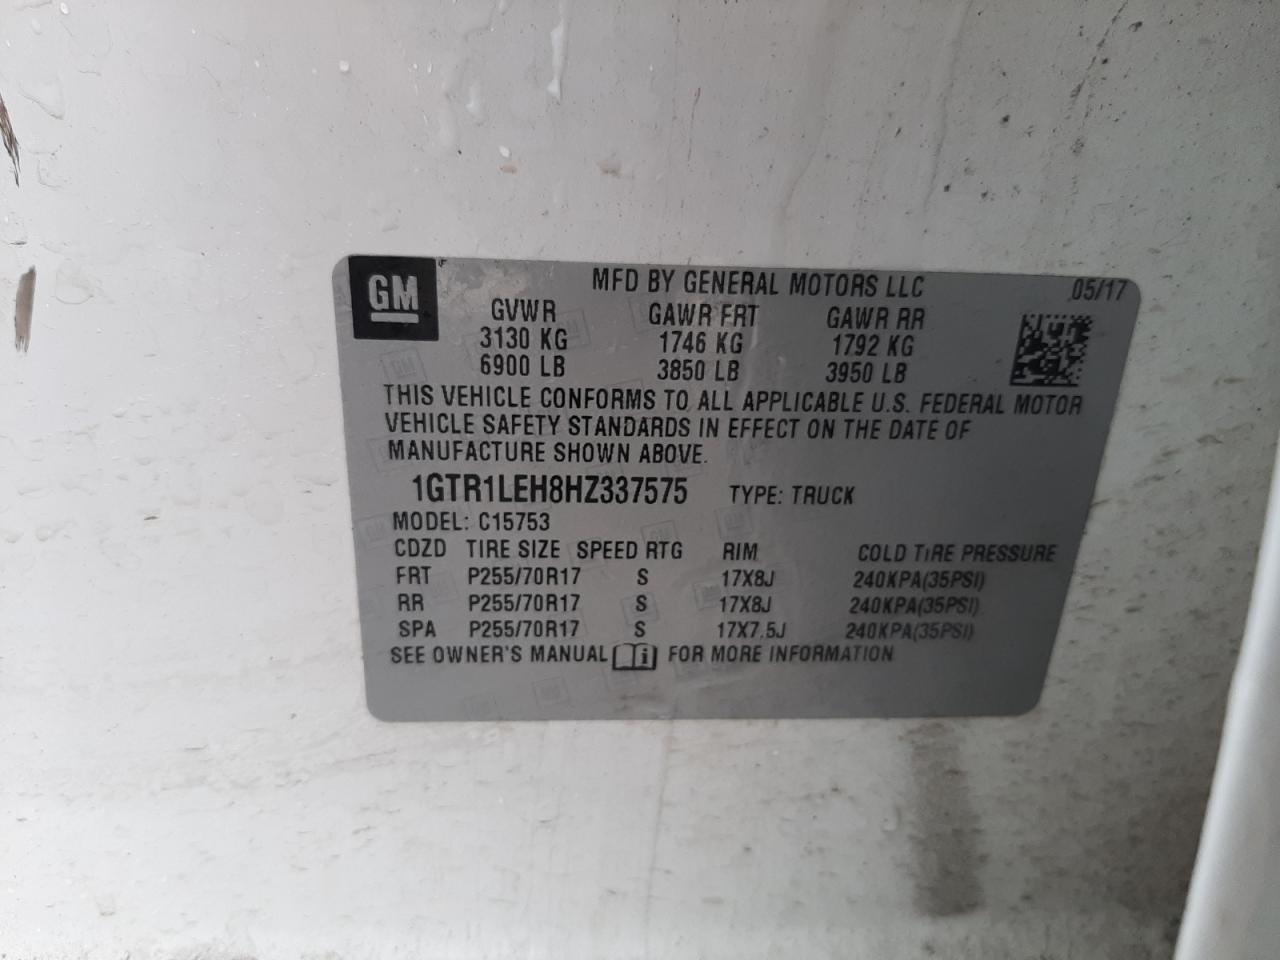 GM
MFD BY GENERAL MOTORS LLC 05/17
GVWR GAWR FRT GAWR RR
3130 KG 1746 KG 1792 KG
6900 LB 3850 LB 3950 LB
THIS VEHICLE CONFORMS TO ALL APPLICABLE U.S. FEDERAL MOTOR
VEHICLE SAFETY STANDARDS IN EFFECT ON THE DATE OF
MANUFACTURE SHOWN ABOVE.
1GTR1LEH8HZ337575 TYPE: TRUCK
MODEL: C15753
CDZD TIRE SIZE SPEED RTG RIM COLD TIRE PRESSURE
FRT P255/70R17 S 17X8J 240KPA(35PSI)
RR P255/70R17 S 17X8J 240KPA(35PSI)
SPA P255/70R17 S 17X7.5J 240KPA(35PSI)
SEE OWNER'S MANUAL i FOR MORE INFORMATION